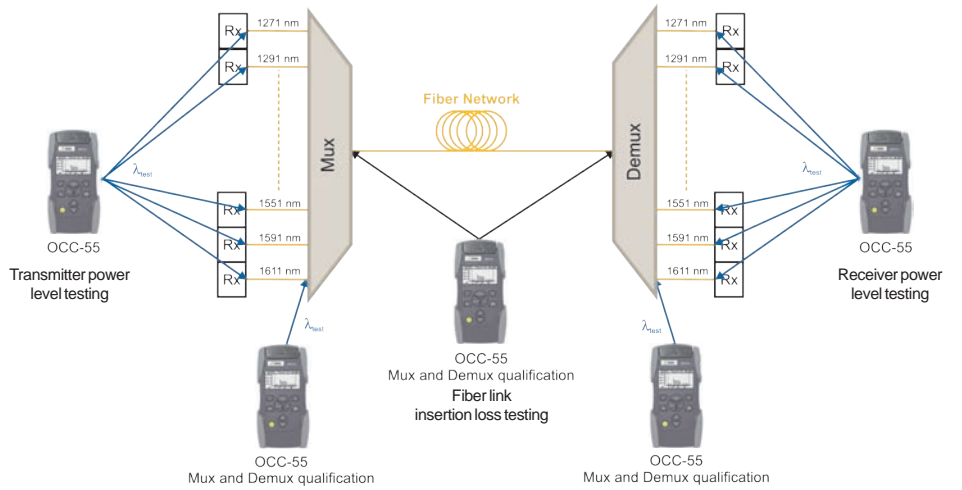 Rx 1271 nm
Rx 1291 nm
Rx 1551 nm
Rx 1591 nm
Rx 1611 nm
Mux
Fiber Network
Demux
1271 nm Rx
1291 nm Rx
1551 nm Rx
1591 nm Rx
1611 nm Rx
λtest
OCC-55
Transmitter power
level testing
λtest
OCC-55
Receiver power
level testing
λtest
OCC-55
Mux and Demux qualification
OCC-55
Mux and Demux qualification
Fiber link
insertion loss testing
λtest
OCC-55
Mux and Demux qualification